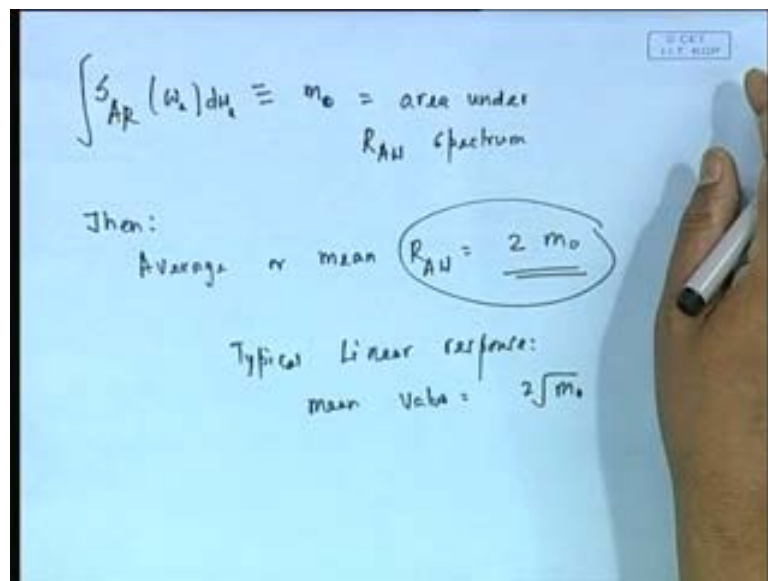 ∫ S_AR (ω_e) dω_e ≡ m₀ = area under
R_AW spectrum
Then:
Average or mean R_AW = 2 m₀
Typical Linear response:
mean value = 2√m₀